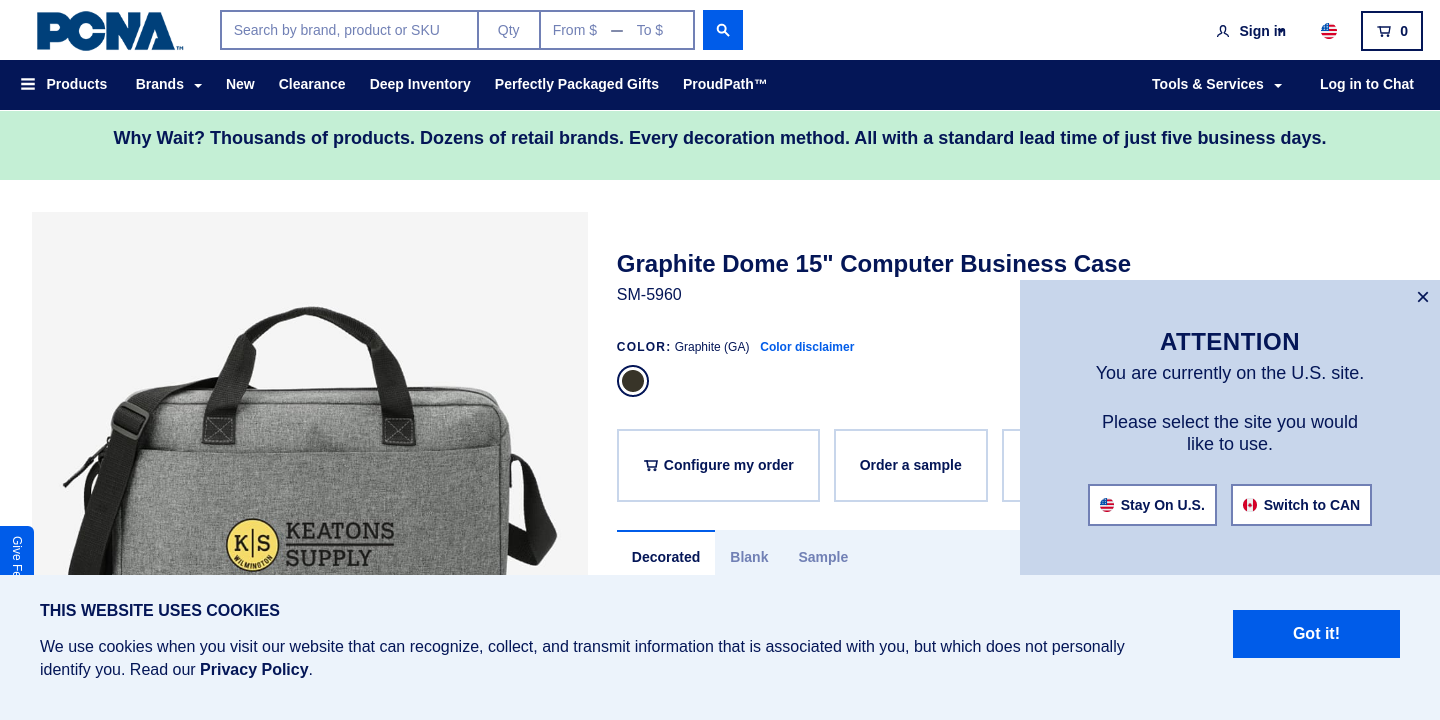 PCNA™
Search by brand, product or SKU
Qty
From $ — To $
Sign in
0
Products
Brands
New
Clearance
Deep Inventory
Perfectly Packaged Gifts
ProudPath™
Tools & Services
Log in to Chat
Why Wait? Thousands of products. Dozens of retail brands. Every decoration method. All with a standard lead time of just five business days.
Graphite Dome 15" Computer Business Case
SM-5960
COLOR: Graphite (GA) Color disclaimer
Configure my order
Order a sample
Decorated
Blank
Sample
K|S
WILMINGTON
KEATONS
SUPPLY
Give Fe
×
ATTENTION
You are currently on the U.S. site.
Please select the site you would
like to use.
Stay On U.S.
Switch to CAN
THIS WEBSITE USES COOKIES
We use cookies when you visit our website that can recognize, collect, and transmit information that is associated with you, but which does not personally
identify you. Read our Privacy Policy.
Got it!